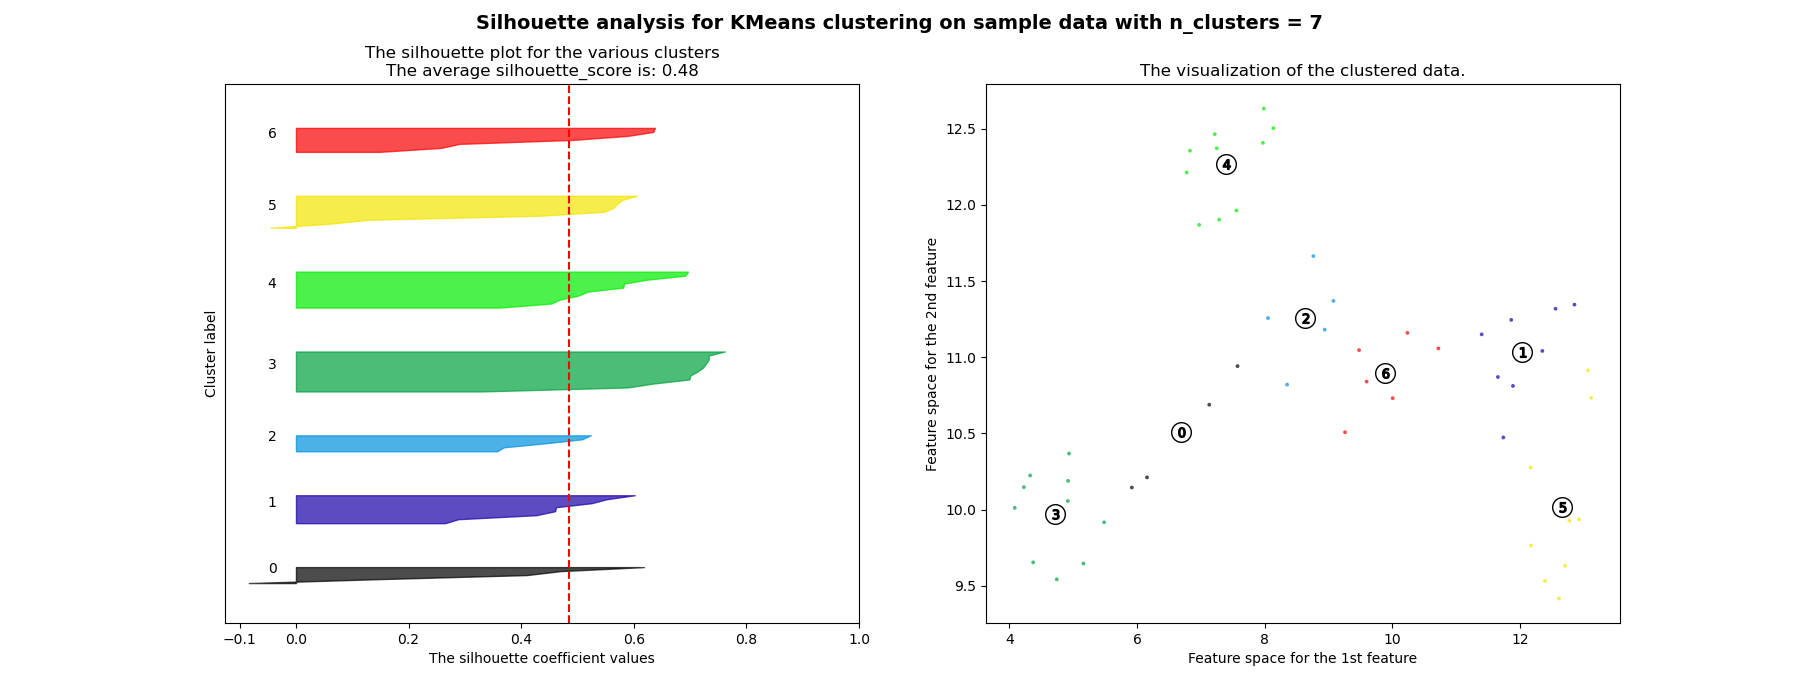 Silhouette analysis for KMeans clustering on sample data with n_clusters = 7
The silhouette plot for the various clusters
The average silhouette_score is: 0.48
6
5
4
3
2
1
0
Cluster label
−0.1 0.0 0.2 0.4 0.6 0.8 1.0
The silhouette coefficient values
The visualization of the clustered data.
12.5
12.0
11.5
11.0
10.5
10.0
9.5
Feature space for the 2nd feature
4
2
1
6
0
5
3
4 6 8 10 12
Feature space for the 1st feature